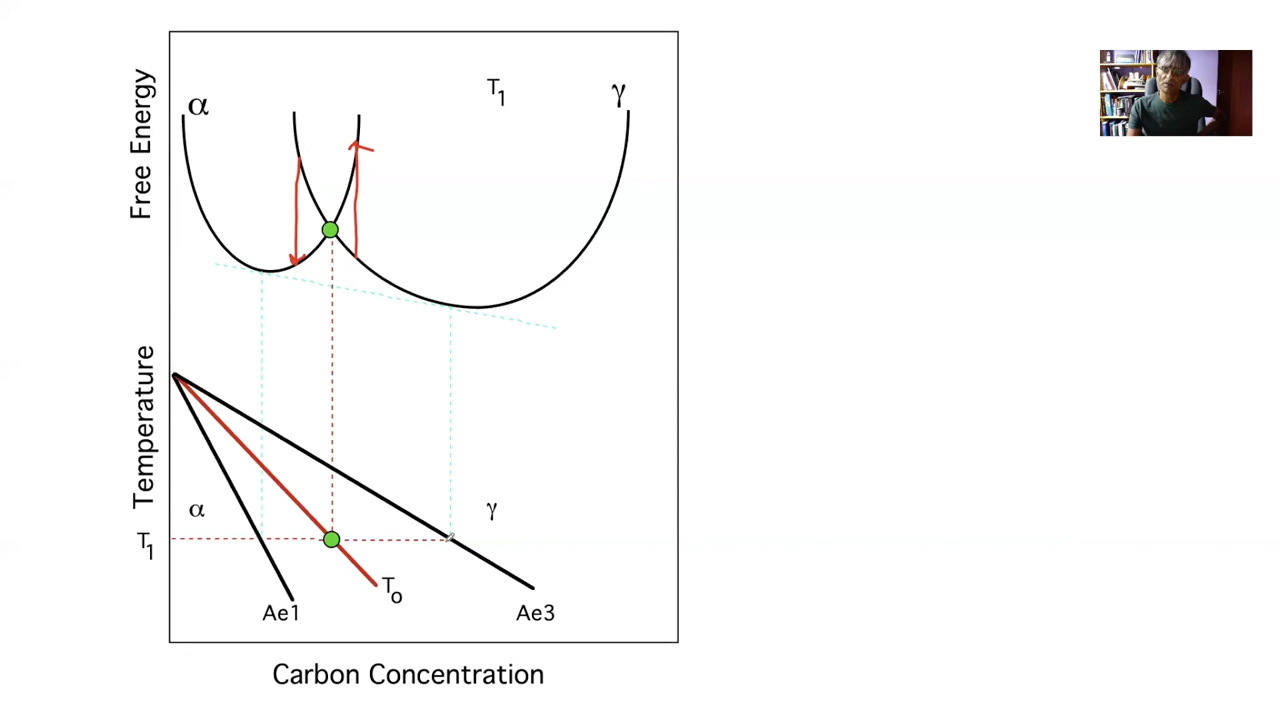 Free Energy
α
T1
γ
Temperature
α
γ
T1
To
Ae1
Ae3
Carbon Concentration